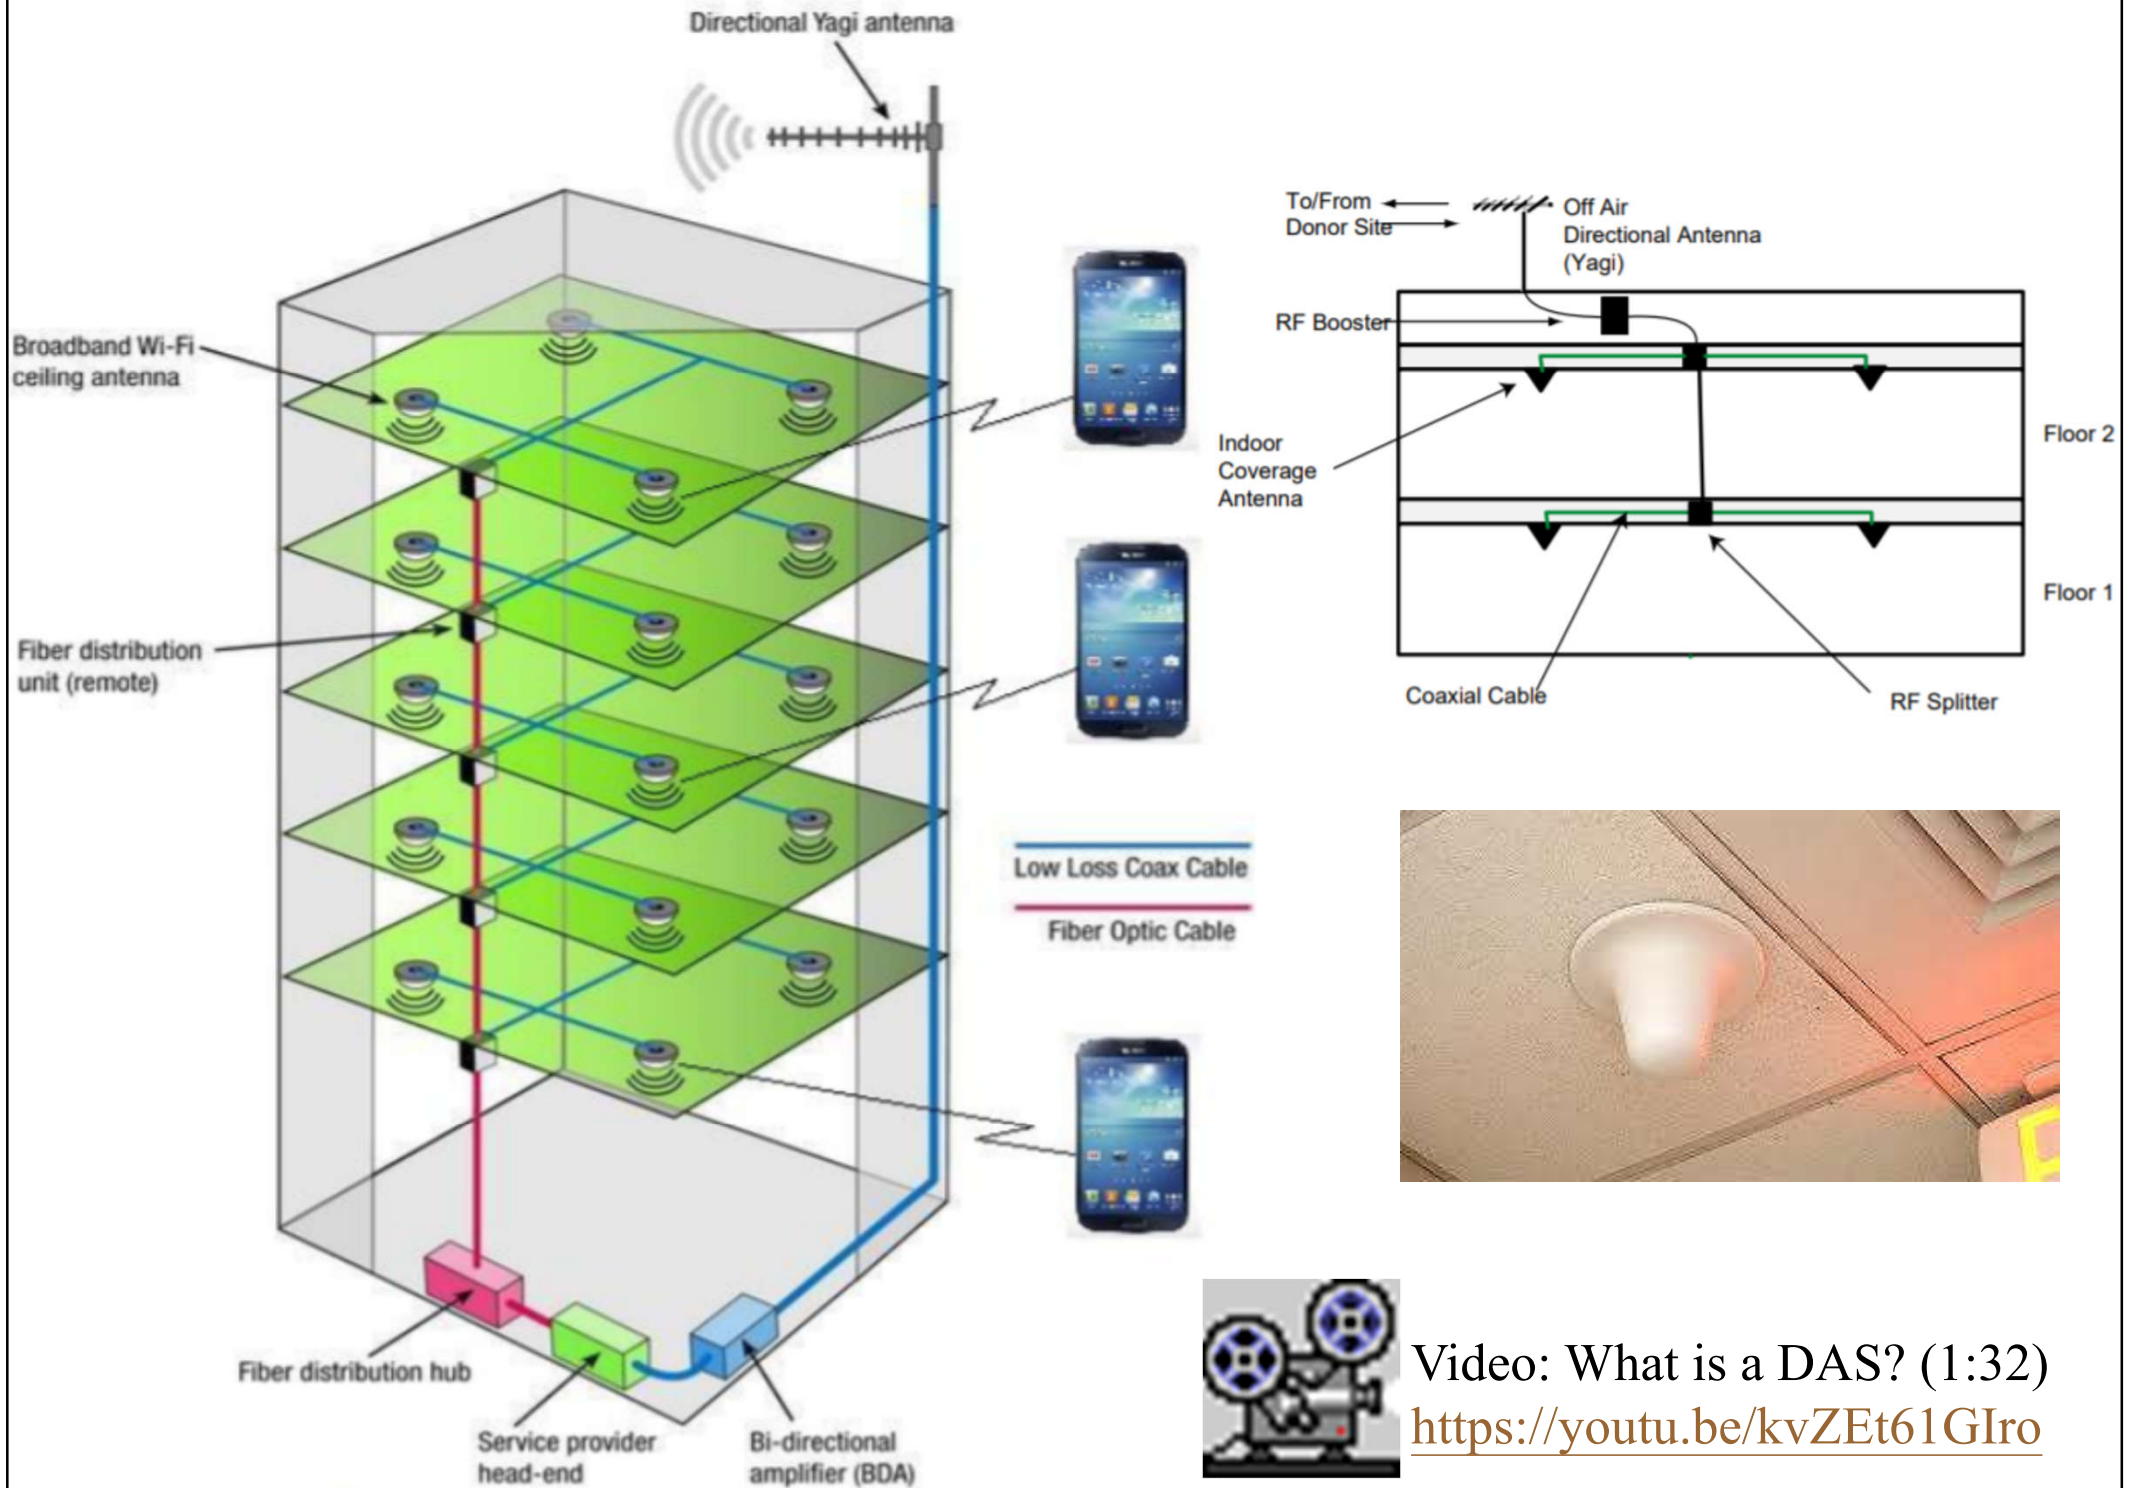 Directional Yagi antenna
Broadband Wi-Fi
ceiling antenna
Fiber distribution
unit (remote)
Low Loss Coax Cable
Fiber Optic Cable
Fiber distribution hub
Service provider
head-end
Bi-directional
amplifier (BDA)
To/From
Donor Site
Off Air
Directional Antenna
(Yagi)
RF Booster
Indoor
Coverage
Antenna
Floor 2
Floor 1
Coaxial Cable
RF Splitter
Video: What is a DAS? (1:32)
https://youtu.be/kvZEt61GIro